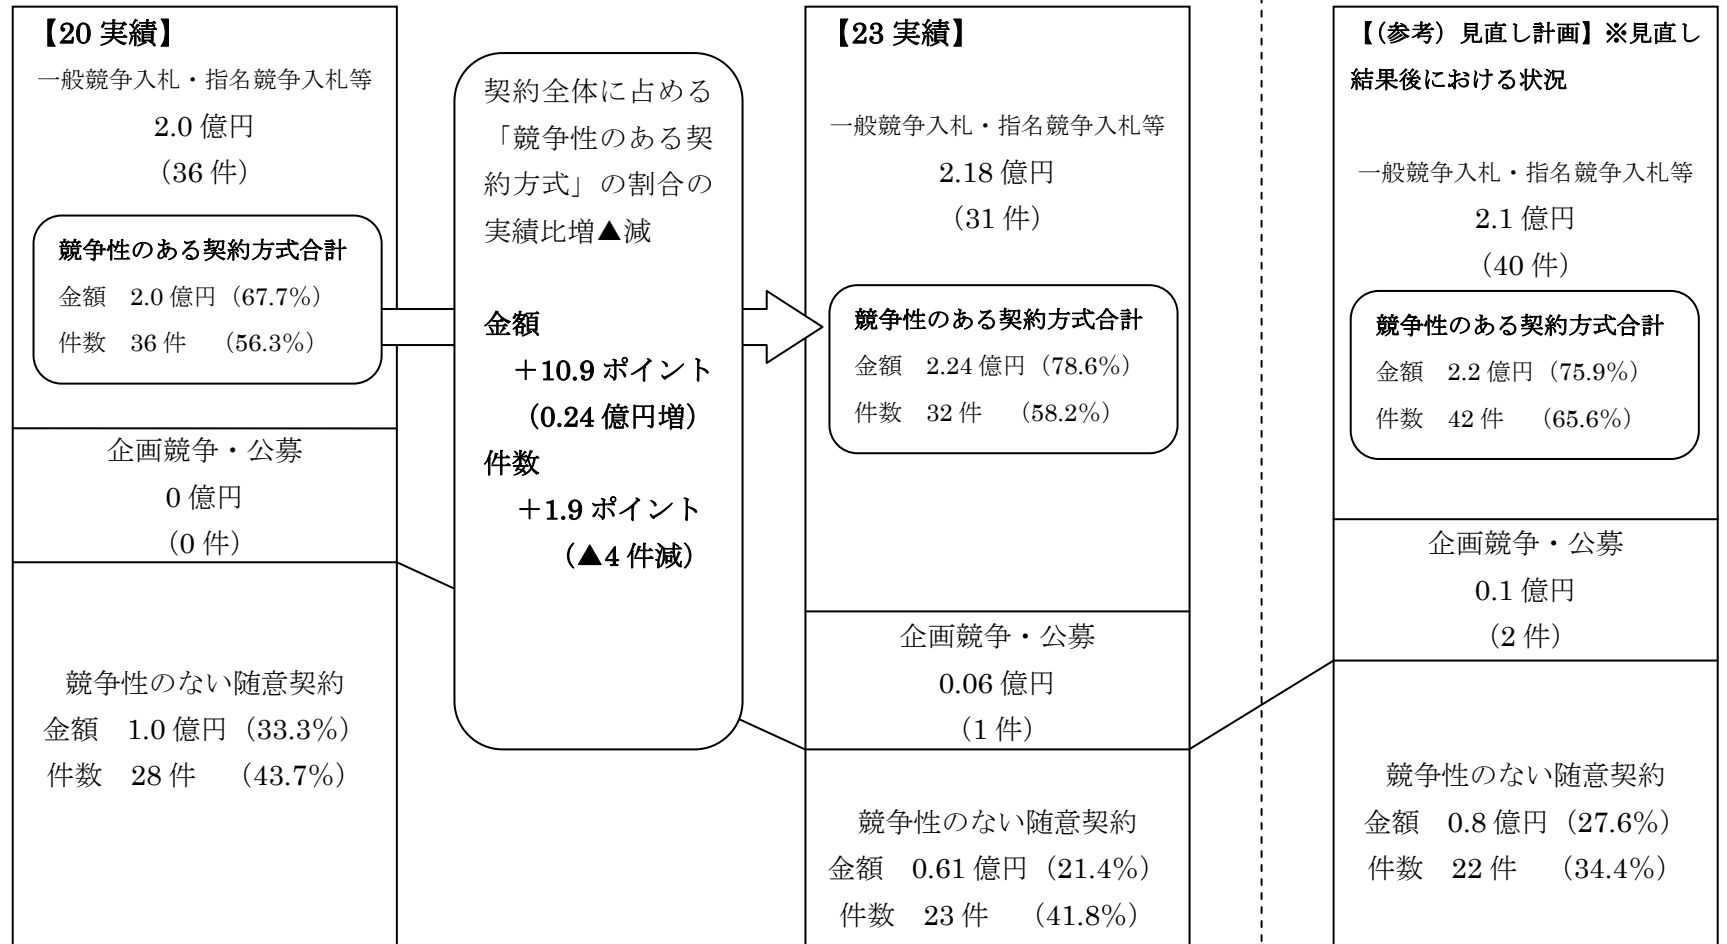 【20 実績】
一般競争入札・指名競争入札等
2.0 億円
（36 件）
競争性のある契約方式合計
金額　2.0 億円（67.7%）
件数　36 件　（56.3%）
企画競争・公募
0 億円
（0 件）
競争性のない随意契約
金額　1.0 億円（33.3%）
件数　28 件　（43.7%）
契約全体に占める
「競争性のある契
約方式」の割合の
実績比増▲減
金額
＋10.9 ポイント
（0.24 億円増）
件数
＋1.9 ポイント
（▲4 件減）
【23 実績】
一般競争入札・指名競争入札等
2.18 億円
（31 件）
競争性のある契約方式合計
金額　2.24 億円（78.6%）
件数　32 件　（58.2%）
企画競争・公募
0.06 億円
（1 件）
競争性のない随意契約
金額　0.61 億円（21.4%）
件数　23 件　（41.8%）
【（参考）見直し計画】※見直し
結果後における状況
一般競争入札・指名競争入札等
2.1 億円
（40 件）
競争性のある契約方式合計
金額　2.2 億円（75.9%）
件数　42 件　（65.6%）
企画競争・公募
0.1 億円
（2 件）
競争性のない随意契約
金額　0.8 億円（27.6%）
件数　22 件　（34.4%）